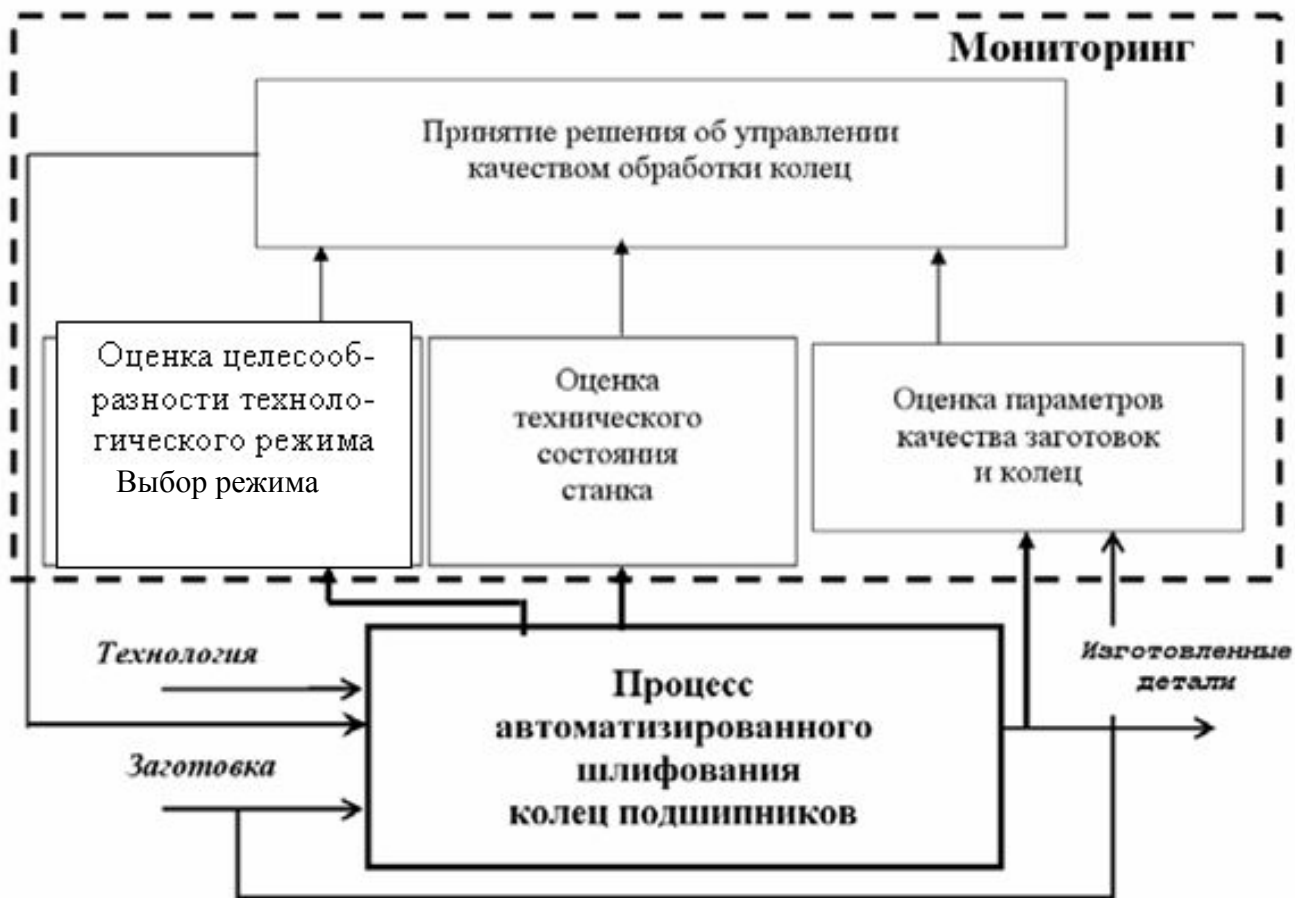 Мониторинг
Принятие решения об управлении
качеством обработки колец
Оценка целесооб-
разности техноло-
гического режима
Выбор режима
Оценка
технического
состояния
станка
Оценка параметров
качества заготовок
и колец
Технология
Заготовка
Процесс
автоматизированного
шлифования
колец подшипников
Изготовленные
детали